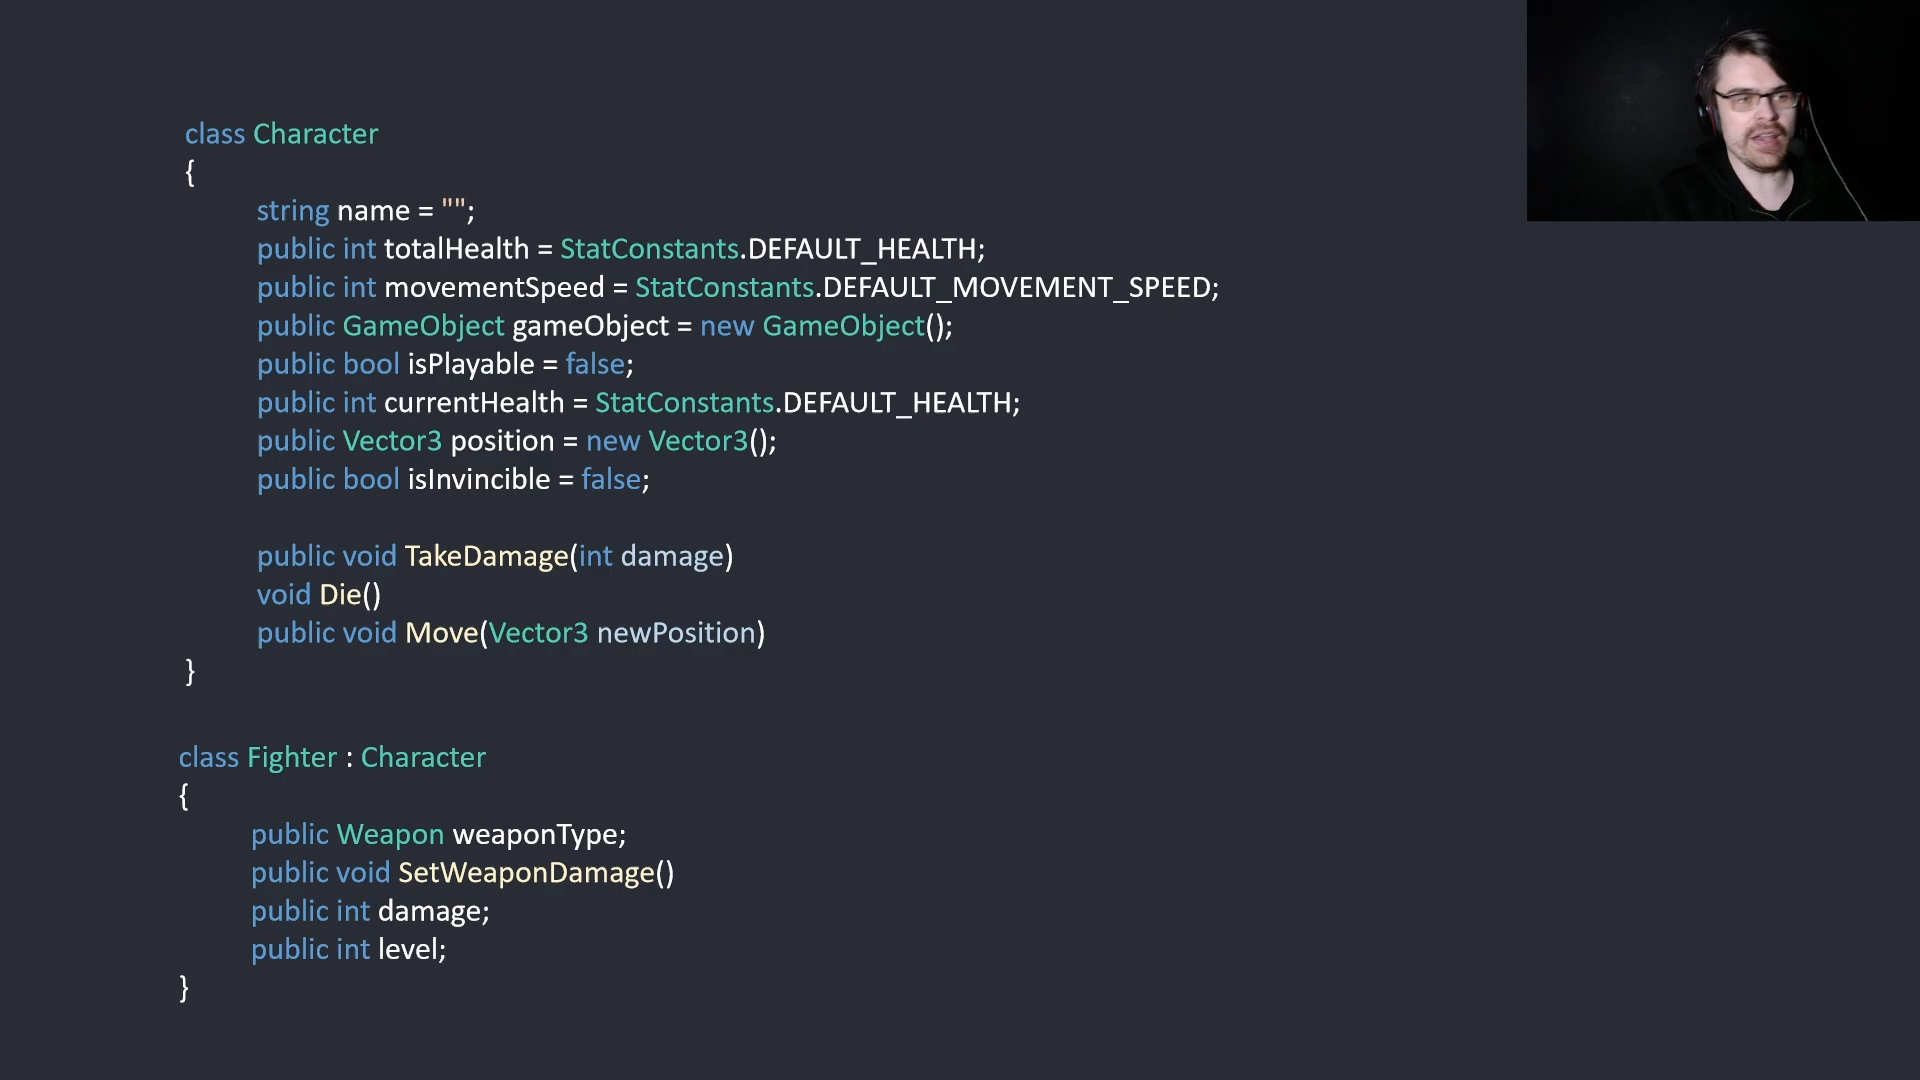 class Character
{
string name = "";
public int totalHealth = StatConstants.DEFAULT_HEALTH;
public int movementSpeed = StatConstants.DEFAULT_MOVEMENT_SPEED;
public GameObject gameObject = new GameObject();
public bool isPlayable = false;
public int currentHealth = StatConstants.DEFAULT_HEALTH;
public Vector3 position = new Vector3();
public bool isInvincible = false;
public void TakeDamage(int damage)
void Die()
public void Move(Vector3 newPosition)
}
class Fighter : Character
{
public Weapon weaponType;
public void SetWeaponDamage()
public int damage;
public int level;
}